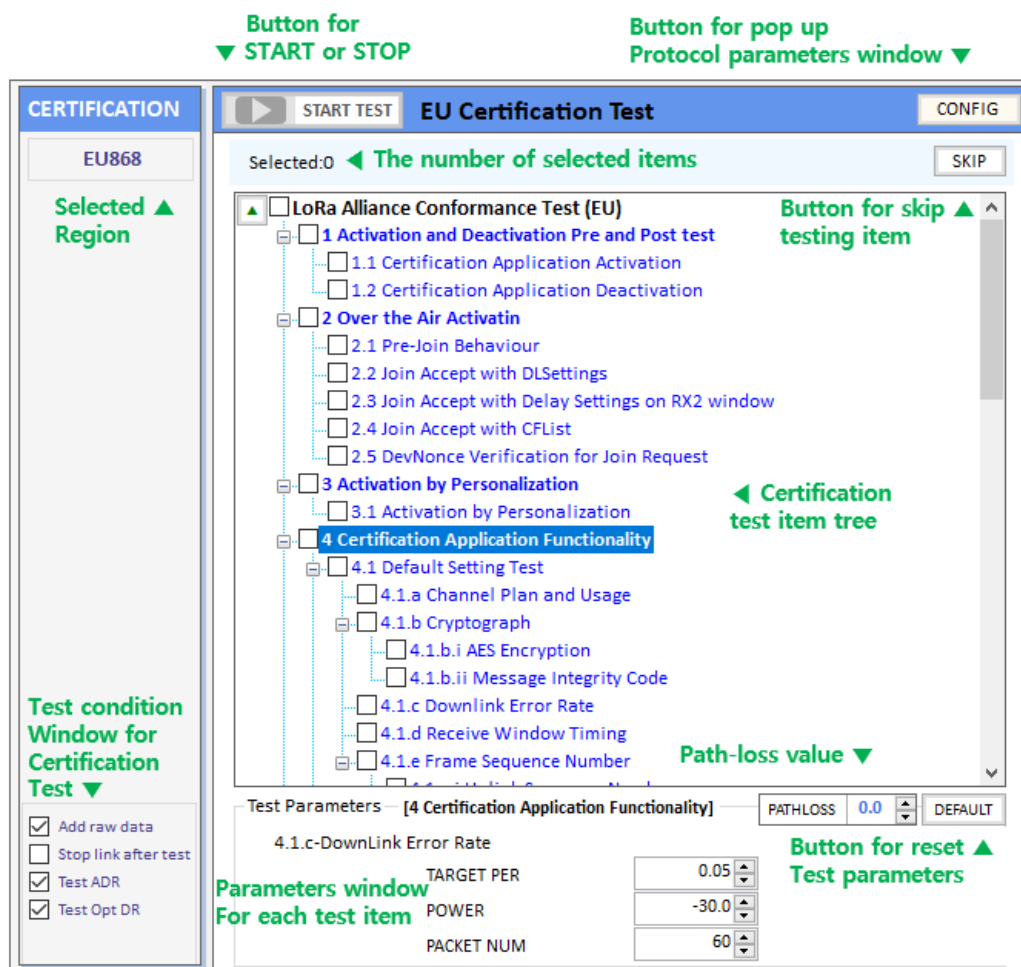 Button for
▼ START or STOP
Button for pop up
Protocol parameters window ▼
CERTIFICATION
START TEST
EU Certification Test
CONFIG
EU868
Selected:0
◀ The number of selected items
SKIP
Selected ▲
Region
▲
LoRa Alliance Conformance Test (EU)
Button for skip ▲
testing item
1 Activation and Deactivation Pre and Post test
1.1 Certification Application Activation
1.2 Certification Application Deactivation
2 Over the Air Activatin
2.1 Pre-Join Behaviour
2.2 Join Accept with DLSettings
2.3 Join Accept with Delay Settings on RX2 window
2.4 Join Accept with CFList
2.5 DevNonce Verification for Join Request
3 Activation by Personalization
3.1 Activation by Personalization
◀ Certification
test item tree
4 Certification Application Functionality
4.1 Default Setting Test
4.1.a Channel Plan and Usage
4.1.b Cryptograph
4.1.b.i AES Encryption
4.1.b.ii Message Integrity Code
4.1.c Downlink Error Rate
4.1.d Receive Window Timing
4.1.e Frame Sequence Number
Path-loss value ▼
Test condition
Window for
Certification
Test ▼
Add raw data
Stop link after test
Test ADR
Test Opt DR
Test Parameters
[4 Certification Application Functionality]
PATHLOSS
0.0
DEFAULT
4.1.c-DownLink Error Rate
Button for reset ▲
Test parameters
TARGET PER
0.05
Parameters window
For each test item
POWER
-30.0
PACKET NUM
60